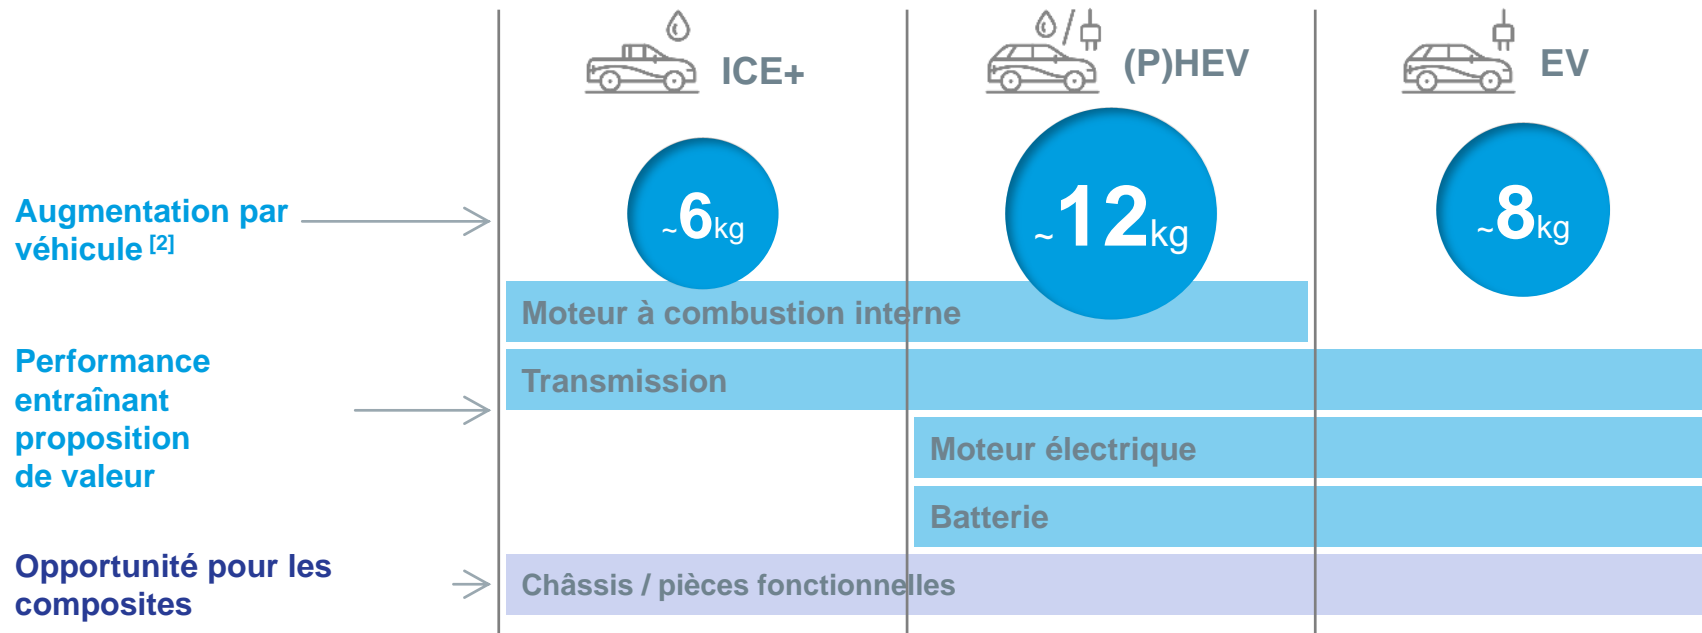 ICE+
(P)HEV
EV
Augmentation par
véhicule [2]
~6kg
~12kg
~8kg
Moteur à combustion interne
Performance
entraînant
proposition
de valeur
Transmission
Moteur électrique
Batterie
Opportunité pour les
composites
Châssis / pièces fonctionnelles